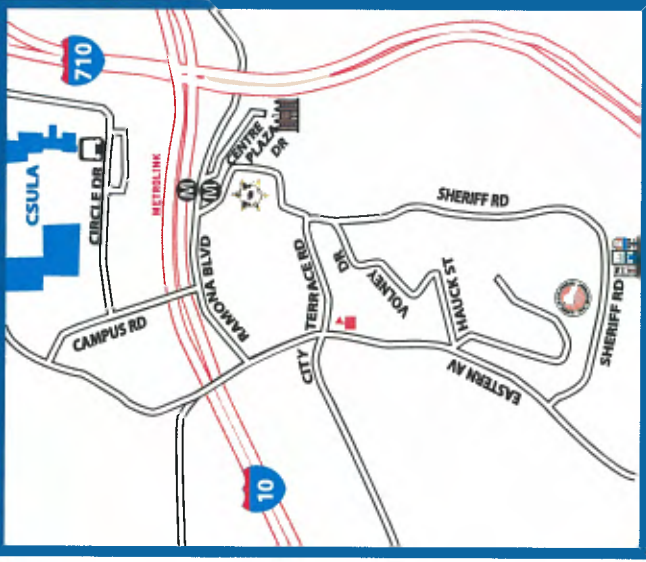 710
CSULA
CIRCLE DR
METROLINK
M
M
CENTRE
PLAZA
DR
SHERIFF RD
CAMPUS RD
RAMONA BLVD
CITY TERRACE RD
VOLNEY DR
HAUCK ST
EASTERN AV
SHERIFF RD
10